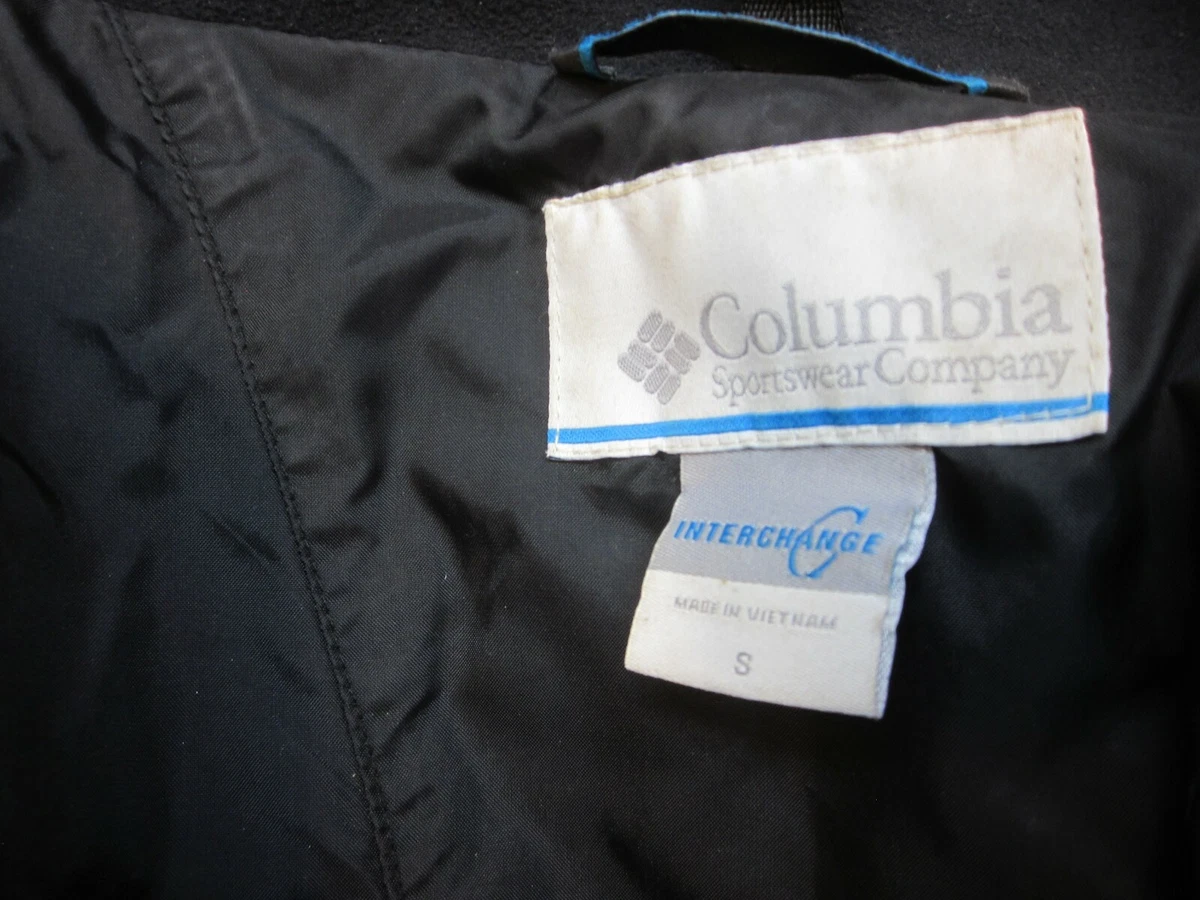 Columbia
Sportswear Company
INTERCHANGE
MADE IN VIETNAM
S